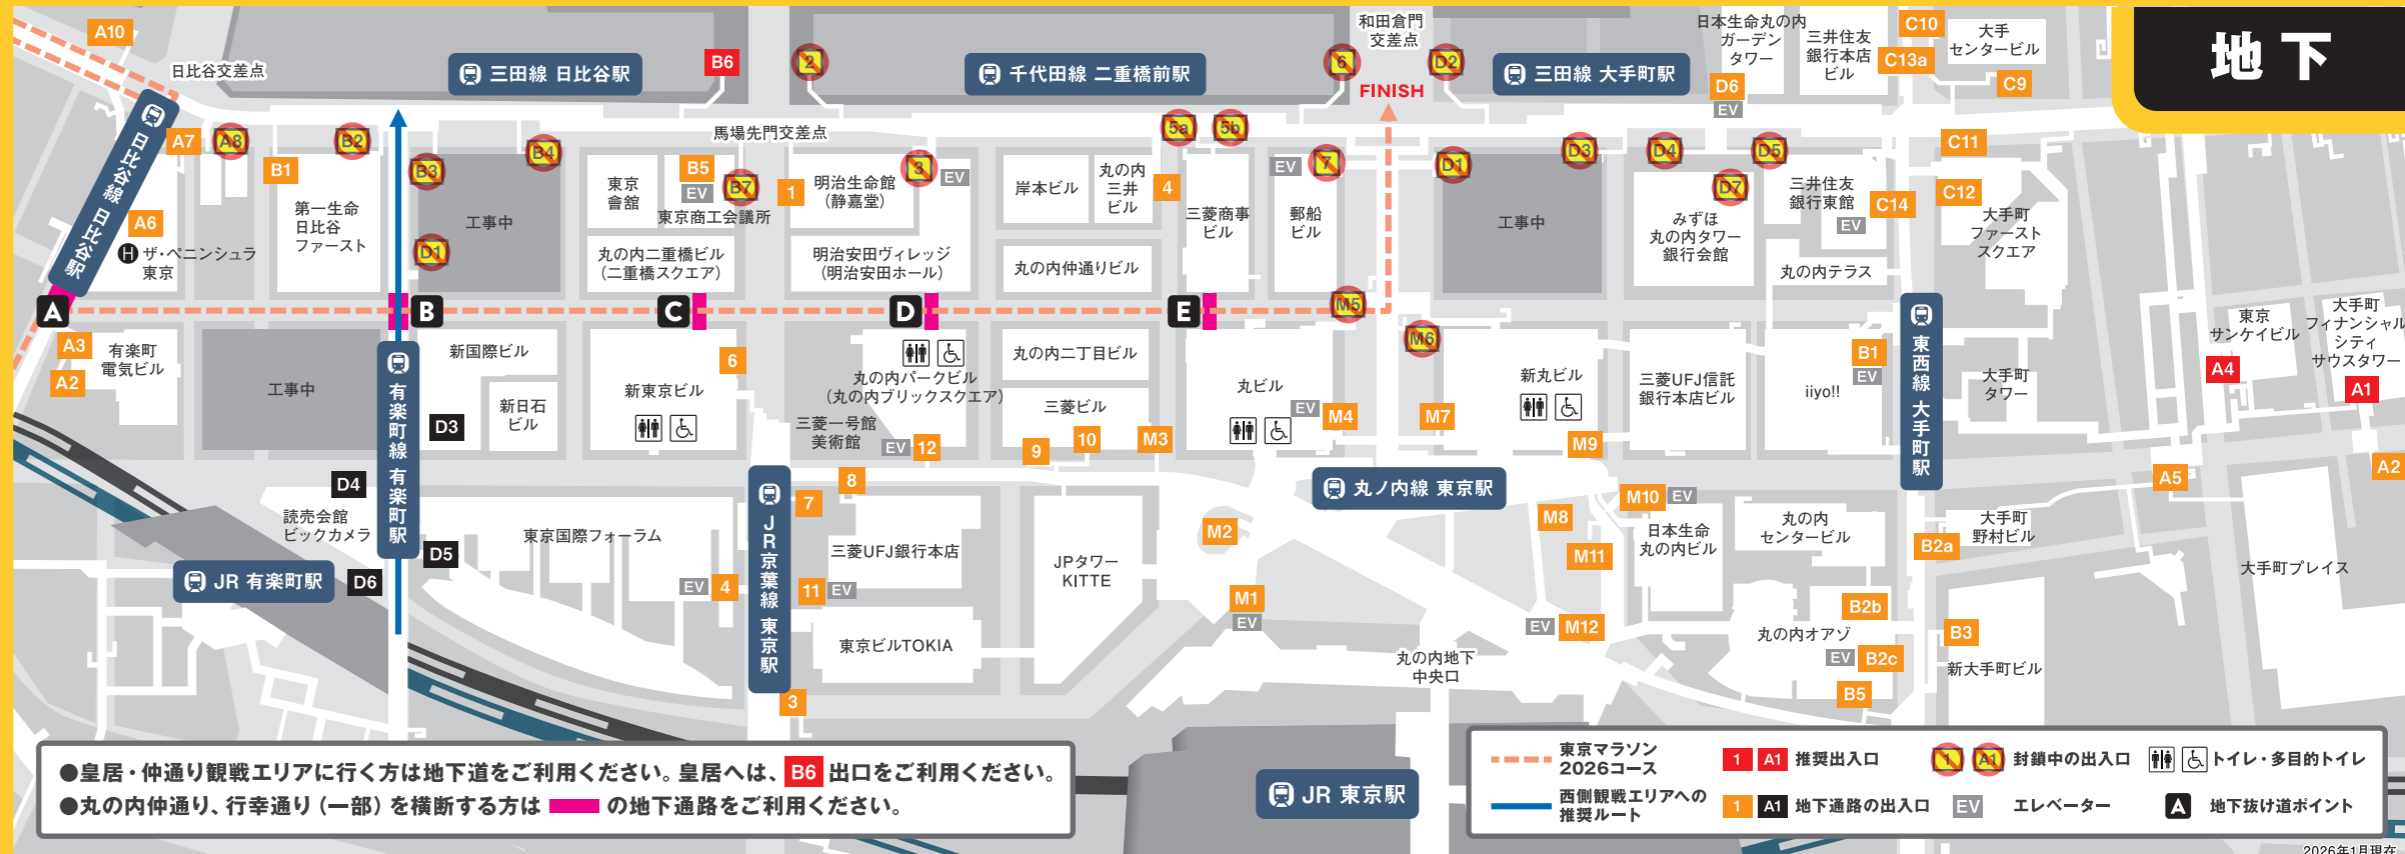 地下
A10
日比谷交差点
三田線 日比谷駅
B6
2
千代田線 二重橋前駅
6
和田倉門
交差点
FINISH
D2
三田線 大手町駅
日本生命丸の内
ガーデン
タワー
D6
EV
三井住友
銀行本店
ビル
C10
C13a
大手
センタービル
C9
日比谷線 日比谷駅
A7
A8
B1
B2
B3
B4
馬場先門交差点
5a
5b
C11
A6
H
ザ・ペニンシュラ
東京
第一生命
日比谷
ファースト
D1
工事中
東京
會館
B5
EV
B7
東京商工会議所
丸の内二重橋ビル
(二重橋スクエア)
1
明治生命館
(静嘉堂)
3
EV
明治安田ヴィレッジ
(明治安田ホール)
岸本ビル
丸の内
三井
ビル
4
丸の内仲通りビル
三菱商事
ビル
EV
7
郵船
ビル
D1
工事中
D3
D4
D5
D7
みずほ
丸の内タワー
銀行会館
三井住友
銀行東館
EV
C14
丸の内テラス
C12
大手町
ファースト
スクエア
A
B
C
D
E
M5
M6
A3
A2
有楽町
電気ビル
工事中
有楽町線 有楽町駅
新国際ビル
新日石
ビル
D3
新東京ビル
6
丸の内パークビル
(丸の内ブリックスクエア)
三菱一号館
美術館
EV
12
丸の内二丁目ビル
三菱ビル
9
10
M3
丸ビル
EV
M4
M7
新丸ビル
M9
三菱UFJ信託
銀行本店ビル
iiyo!!
B1
EV
東西線 大手町駅
大手町
タワー
東京
サンケイビル
A4
大手町
フィナンシャル
シティ
サウスタワー
A1
A5
A2
D4
読売会館
ビックカメラ
D5
D6
JR 有楽町駅
東京国際フォーラム
EV
4
JR京葉線 東京駅
7
8
三菱UFJ銀行本店
11
EV
東京ビルTOKIA
3
JPタワー
KITTE
M2
M1
EV
丸ノ内線 東京駅
M8
M10
EV
M11
EV
M12
日本生命
丸の内ビル
丸の内
センタービル
B2a
大手町
野村ビル
大手町プレイス
B2b
丸の内オアゾ
EV
B2c
B5
B3
新大手町ビル
丸の内地下
中央口
JR 東京駅
●皇居・仲通り観戦エリアに行く方は地下道をご利用ください。皇居へは、B6出口をご利用ください。
●丸の内仲通り、行幸通り(一部)を横断する方は の地下通路をご利用ください。
東京マラソン
2026コース
西側観戦エリアへの
推奨ルート
1 A1 推奨出入口
1 A1 地下通路の出入口
1 A1 封鎖中の出入口
EV エレベーター
トイレ・多目的トイレ
A 地下抜け道ポイント
2026年1月現在